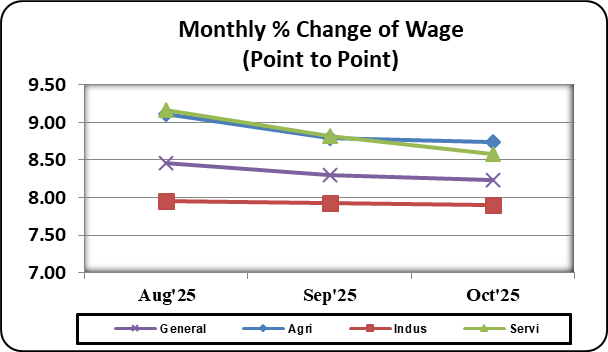 Monthly % Change of Wage
(Point to Point)
9.50
9.00
8.50
8.00
7.50
7.00
Aug'25 Sep'25 Oct'25
General Agri Indus Servi